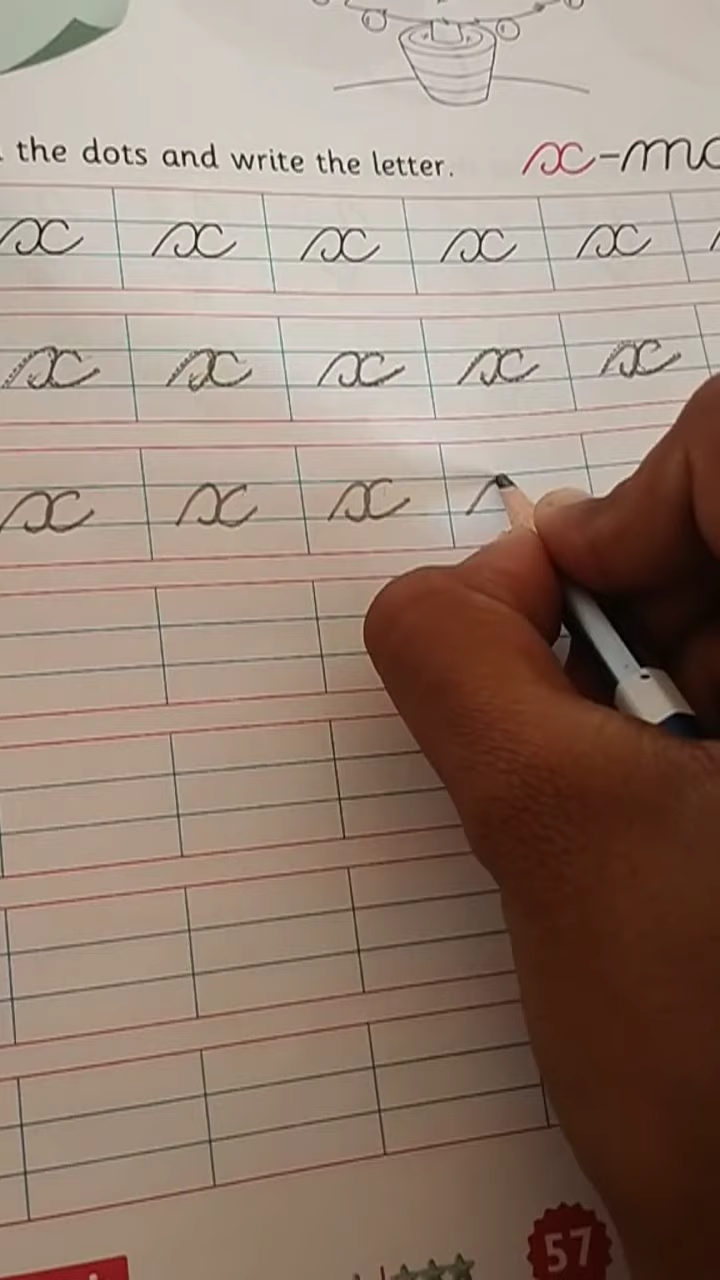 the dots and write the letter. x-m
x x x x x
x x x x x
x x x
57